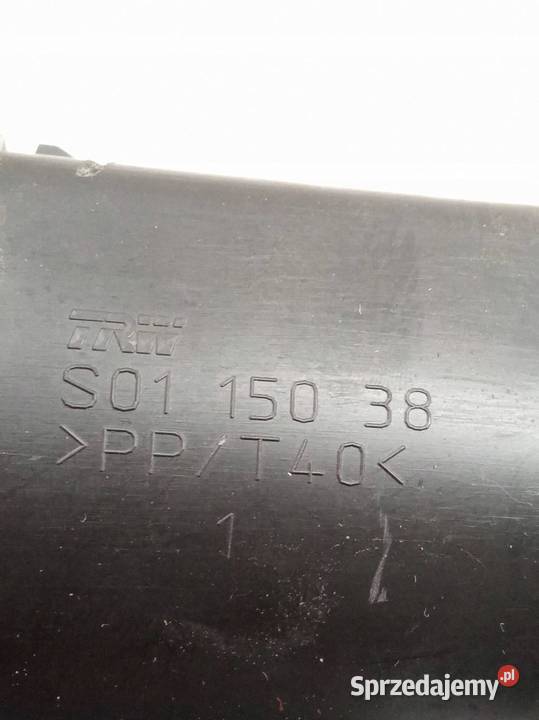 TRW
S01 150 38
>PP/T40<
1
Sprzedajemy.pl